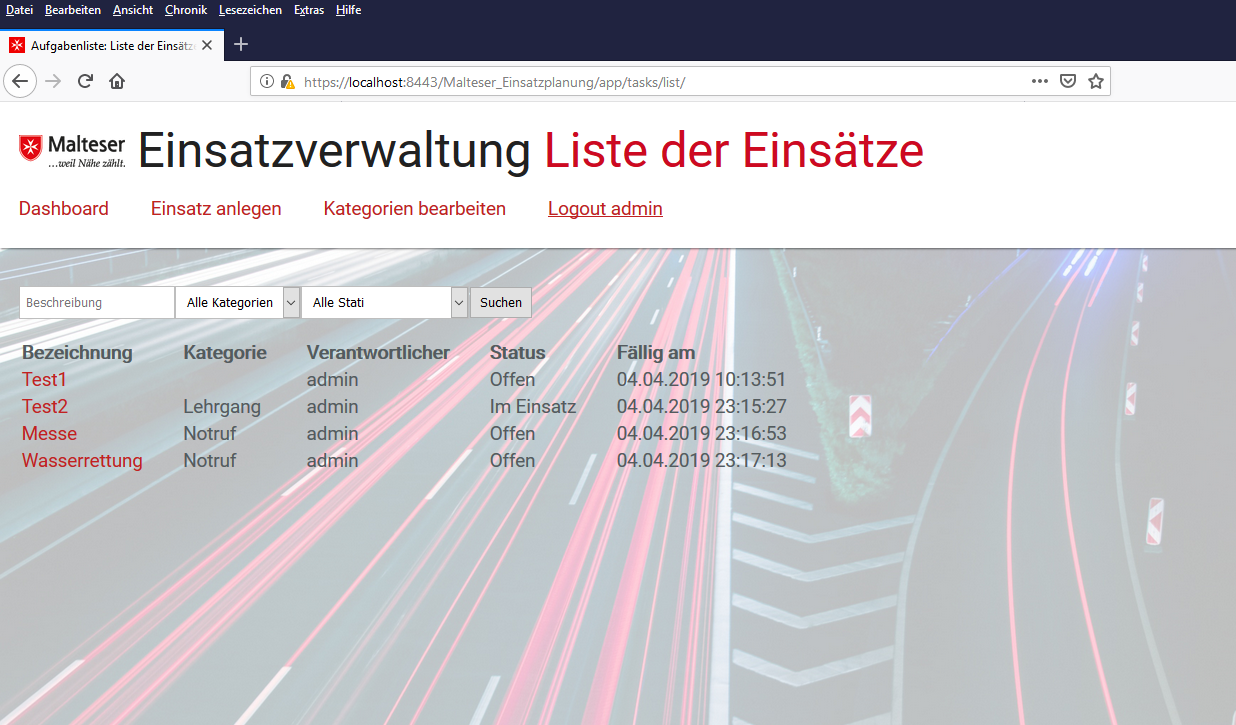 Datei Bearbeiten Ansicht Chronik Lesezeichen Extras Hilfe
Aufgabenliste: Liste der Einsätz
https://localhost:8443/Malteser_Einsatzplanung/app/tasks/list/
Malteser
...weil Nähe zählt.
Einsatzverwaltung Liste der Einsätze
Dashboard Einsatz anlegen Kategorien bearbeiten Logout admin
Beschreibung Alle Kategorien Alle Stati Suchen
Bezeichnung Kategorie Verantwortlicher Status Fällig am
Test1 admin Offen 04.04.2019 10:13:51
Test2 Lehrgang admin Im Einsatz 04.04.2019 23:15:27
Messe Notruf admin Offen 04.04.2019 23:16:53
Wasserrettung Notruf admin Offen 04.04.2019 23:17:13